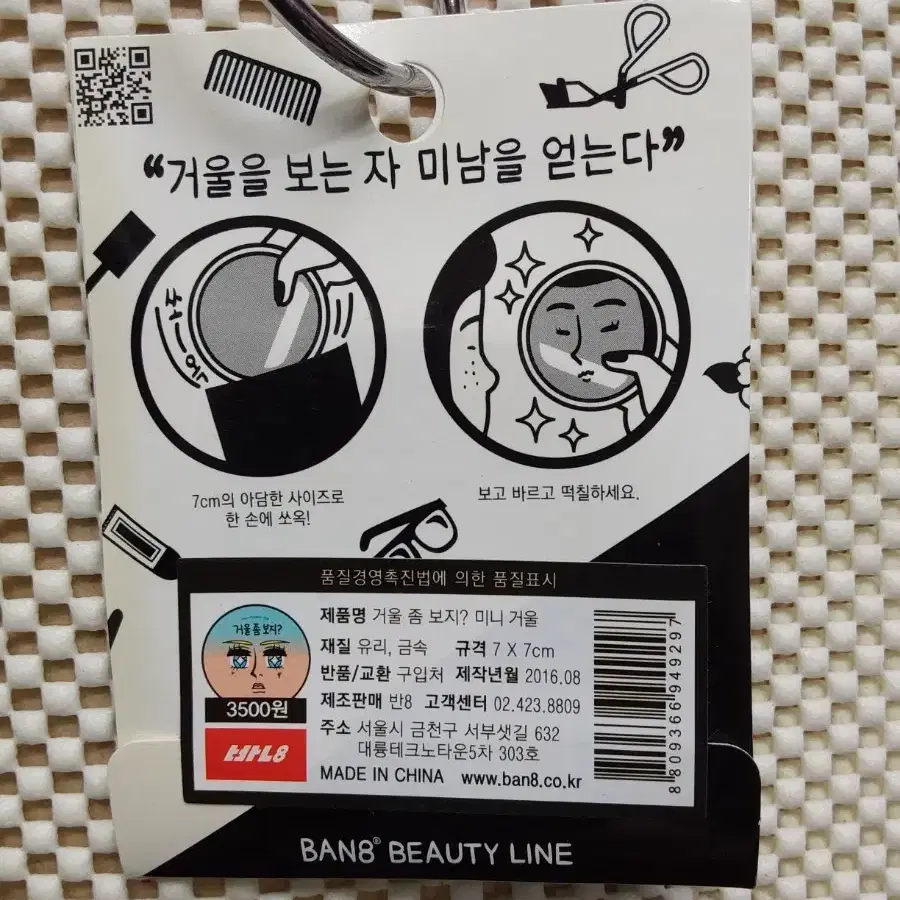 “거울을 보는 자 미남을 얻는다”
쏘-옥
7cm의 아담한 사이즈로
한 손에 쏘옥!
보고 바르고 떡칠하세요.
품질경영촉진법에 의한 품질표시
거울 좀 보지?
3500원
반8
제품명 거울 좀 보지? 미니 거울
재질 유리, 금속 규격 7 X 7cm
반품/교환 구입처 제작년월 2016.08
제조판매 반8 고객센터 02.423.8809
주소 서울시 금천구 서부샛길 632
대륭테크노타운5차 303호
MADE IN CHINA www.ban8.co.kr
8 809366 949297
BAN8® BEAUTY LINE